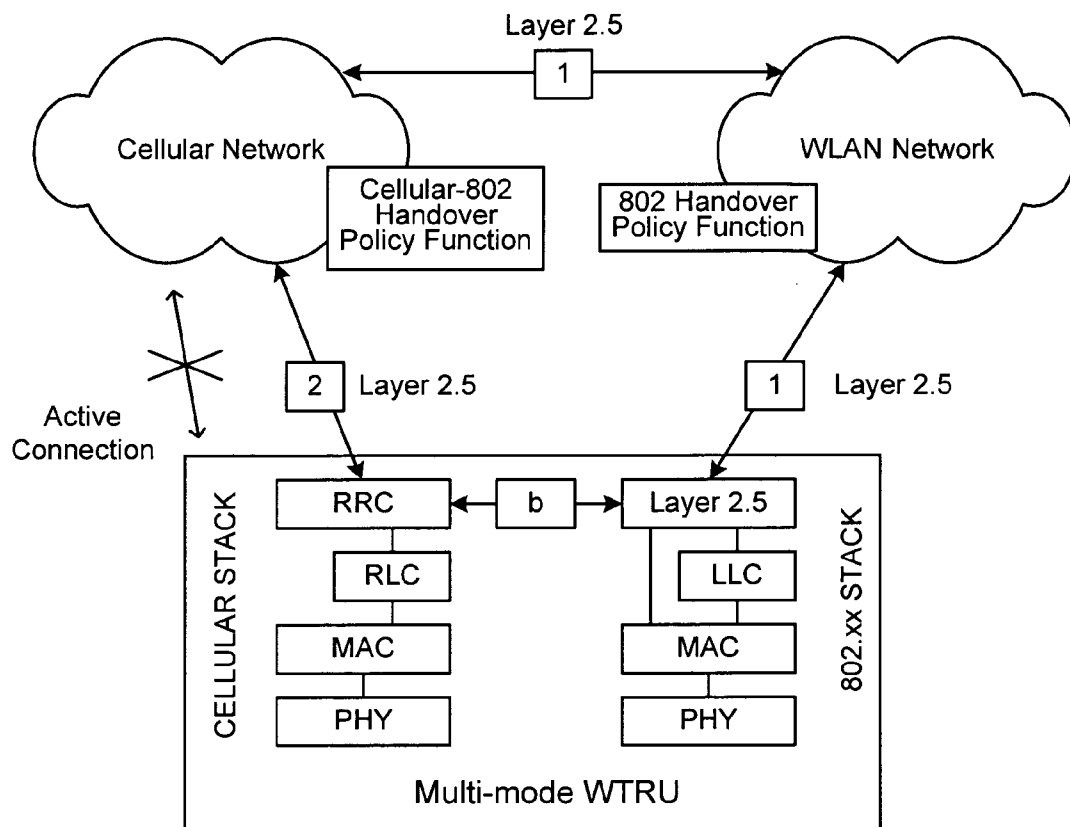 Layer 2.5
1
Cellular Network
WLAN Network
Cellular-802
Handover
Policy Function
802 Handover
Policy Function
2
Layer 2.5
1
Layer 2.5
Active
Connection
CELLULAR STACK
RRC
b
Layer 2.5
802.xx STACK
RLC
LLC
MAC
MAC
PHY
PHY
Multi-mode WTRU